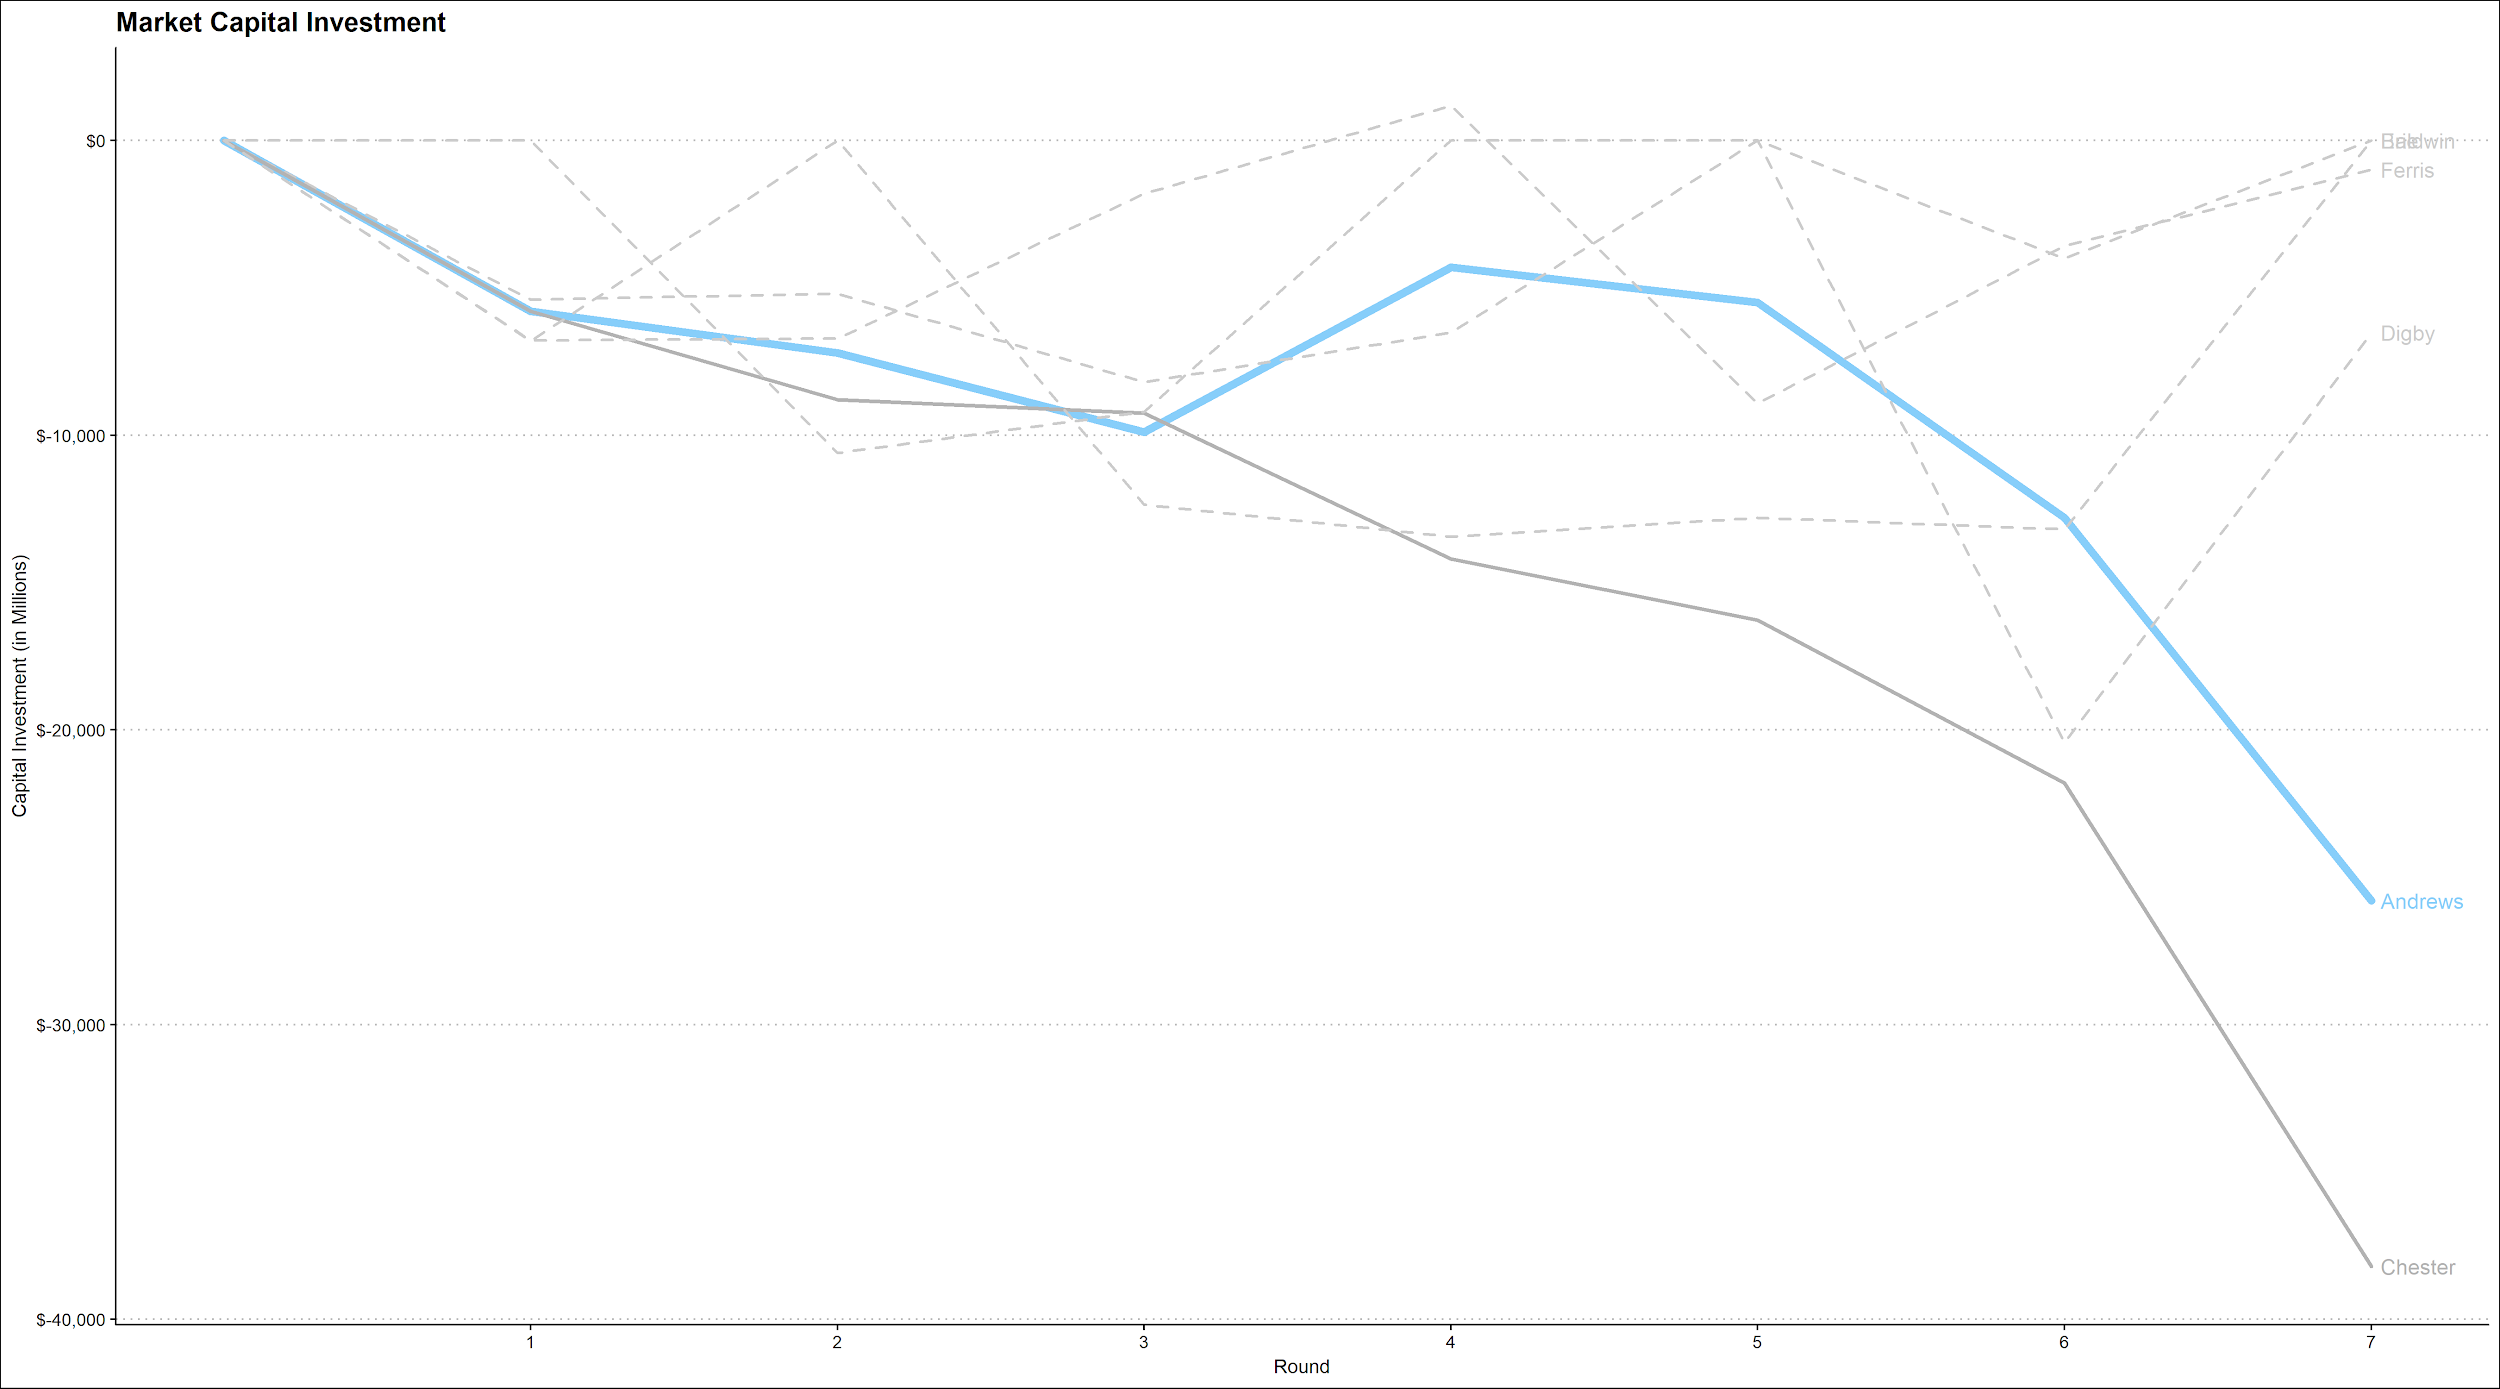 Market Capital Investment
Capital Investment (in Millions)
$0
$-10,000
$-20,000
$-30,000
$-40,000
Baldwin
Ferris
Digby
Andrews
Chester
1 2 3 4 5 6 7
Round